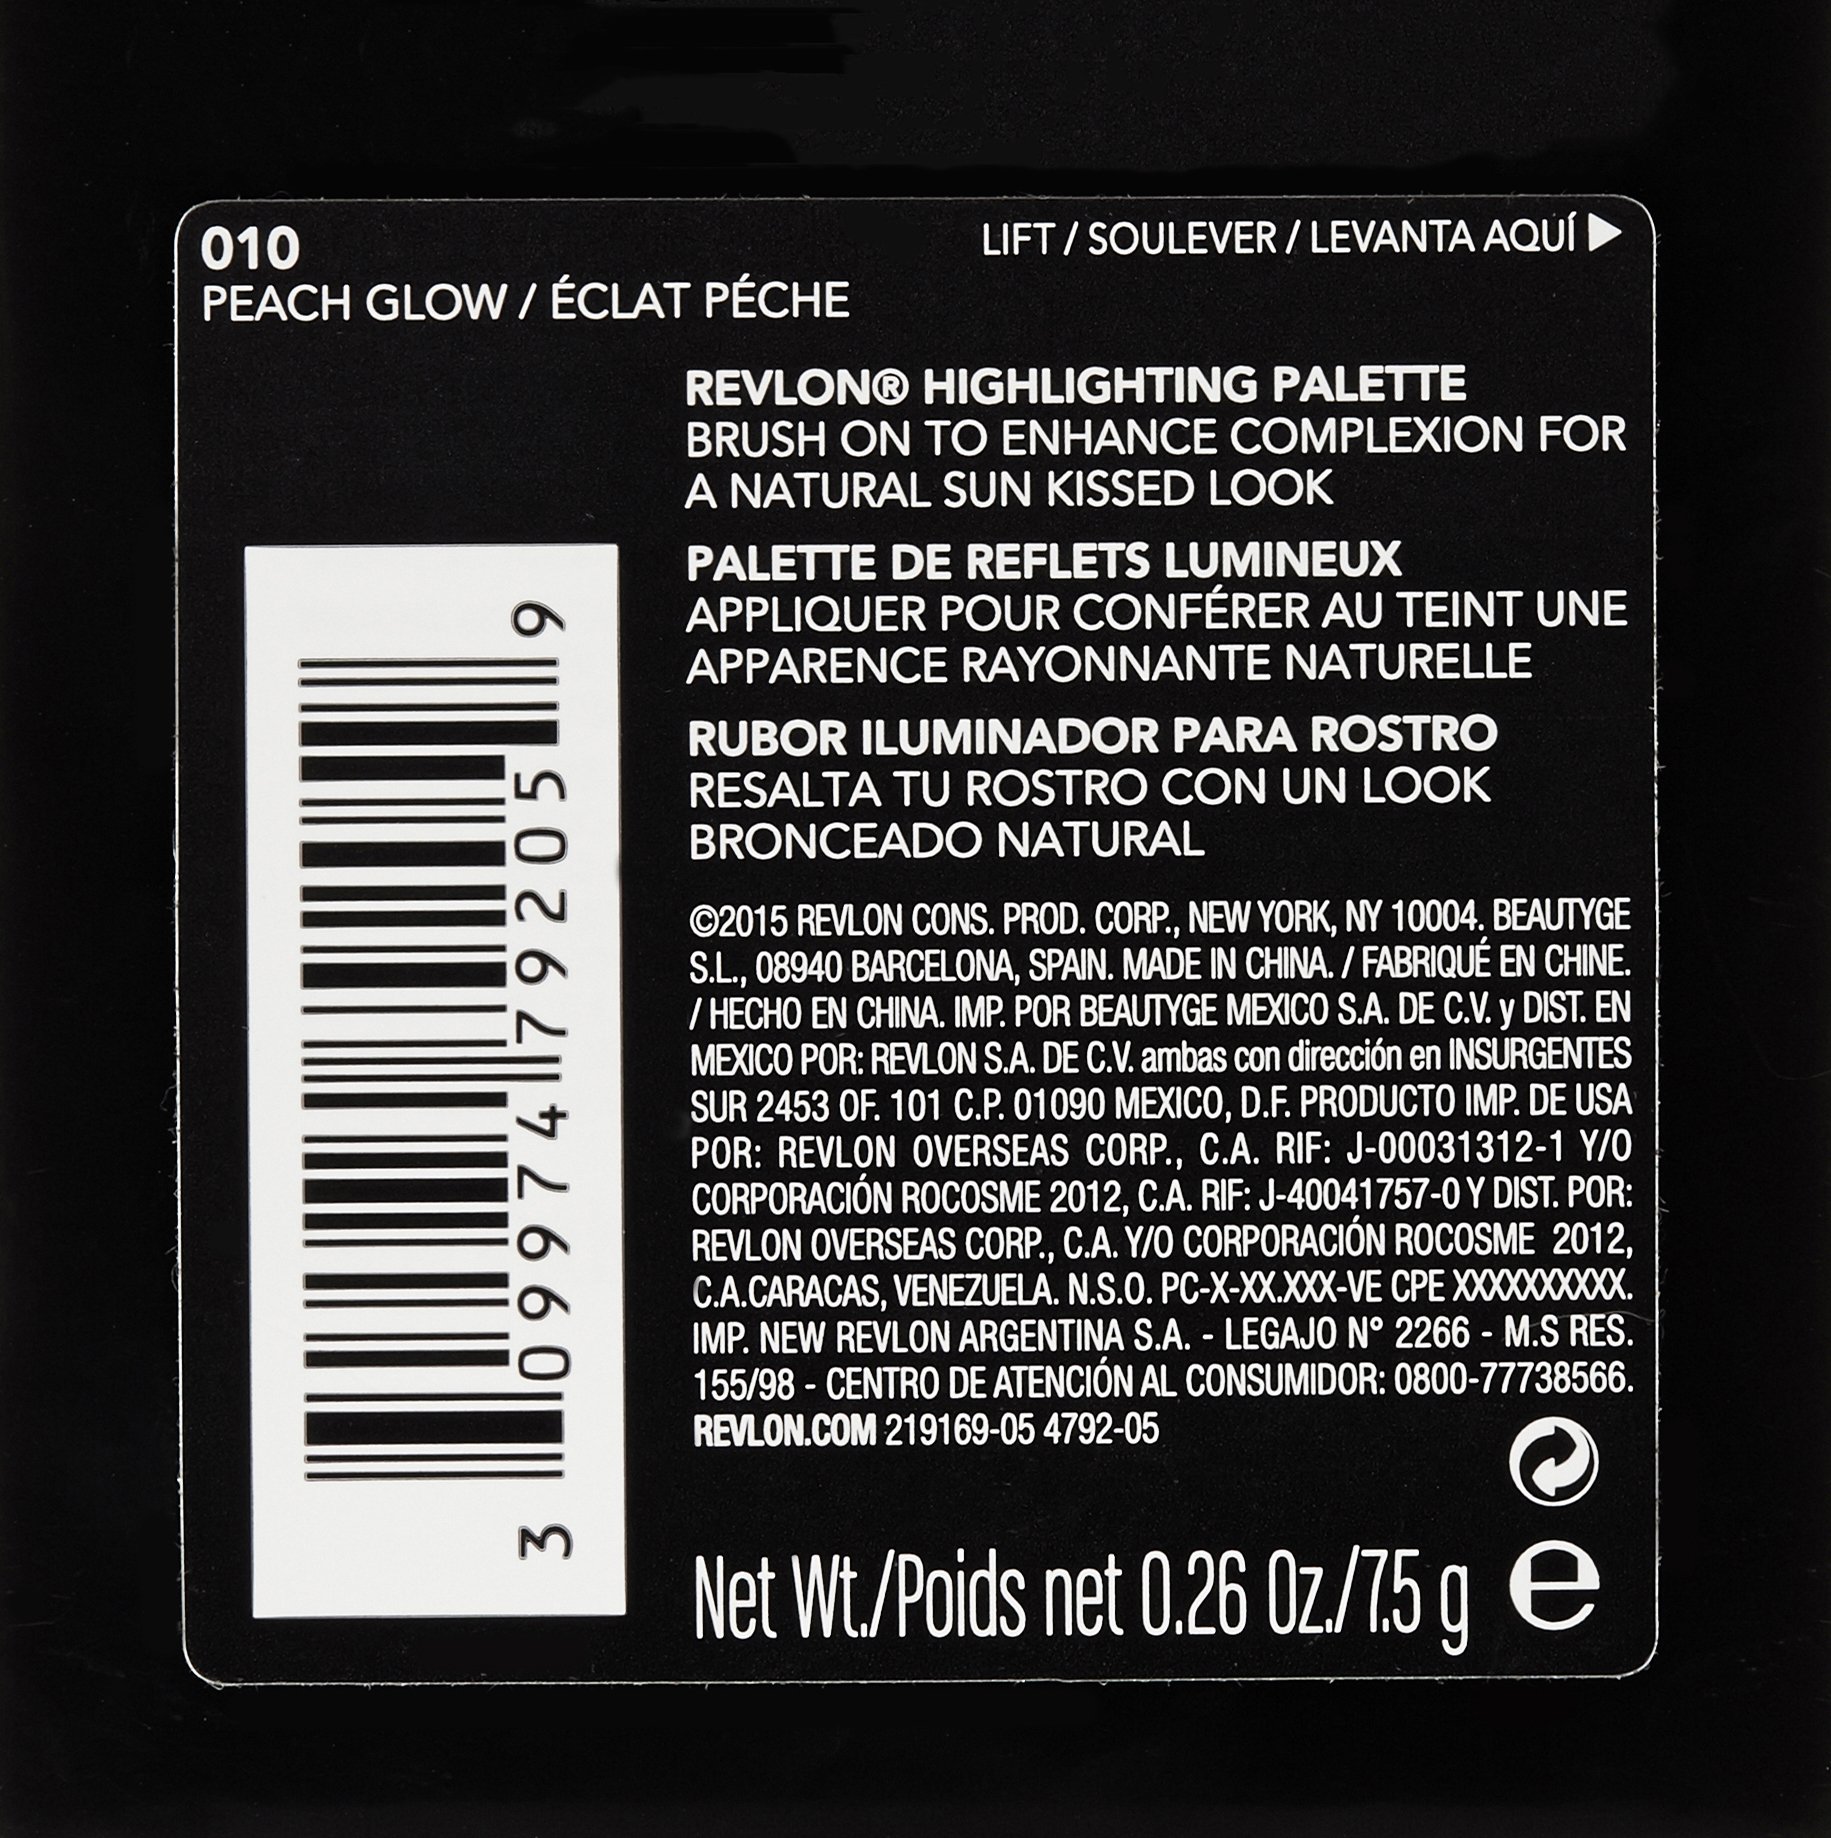 010
PEACH GLOW / ÉCLAT PÉCHE
LIFT / SOULEVER / LEVANTA AQUÍ
REVLON® HIGHLIGHTING PALETTE
BRUSH ON TO ENHANCE COMPLEXION FOR
A NATURAL SUN KISSED LOOK
PALETTE DE REFLETS LUMINEUX
APPLIQUER POUR CONFÉRER AU TEINT UNE
APPARENCE RAYONNANTE NATURELLE
RUBOR ILUMINADOR PARA ROSTRO
RESALTA TU ROSTRO CON UN LOOK
BRONCEADO NATURAL
©2015 REVLON CONS. PROD. CORP., NEW YORK, NY 10004. BEAUTYGE
S.L., 08940 BARCELONA, SPAIN. MADE IN CHINA. / FABRIQUÉ EN CHINE.
/ HECHO EN CHINA. IMP. POR BEAUTYGE MEXICO S.A. DE C.V. y DIST. EN
MEXICO POR: REVLON S.A. DE C.V. ambas con dirección en INSURGENTES
SUR 2453 OF. 101 C.P. 01090 MEXICO, D.F. PRODUCTO IMP. DE USA
POR: REVLON OVERSEAS CORP., C.A. RIF: J-00031312-1 Y/O
CORPORACIÓN ROCOSME 2012, C.A. RIF: J-40041757-0 Y DIST. POR:
REVLON OVERSEAS CORP., C.A. Y/O CORPORACIÓN ROCOSME 2012,
C.A.CARACAS, VENEZUELA. N.S.O. PC-X-XX.XXX-VE CPE XXXXXXXXXX.
IMP. NEW REVLON ARGENTINA S.A. - LEGAJO N° 2266 - M.S RES.
155/98 - CENTRO DE ATENCIÓN AL CONSUMIDOR: 0800-77738566.
REVLON.COM 219169-05 4792-05
Net Wt./Poids net 0.26 Oz./7.5 g e
3 09974 79205 9